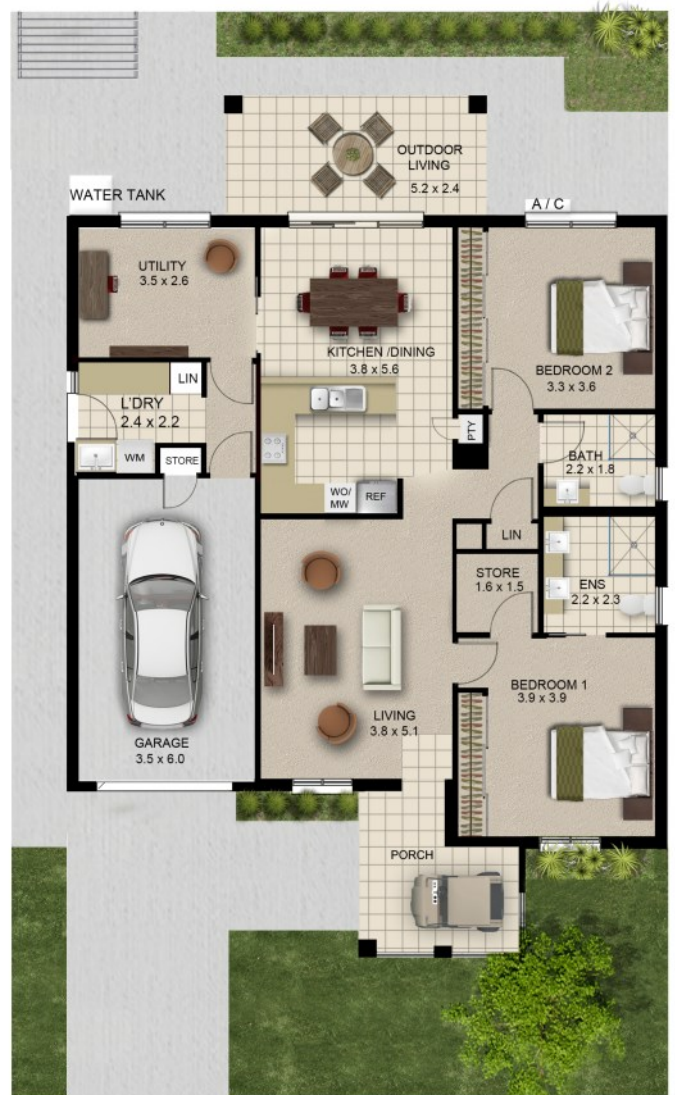 OUTDOOR
LIVING
5.2 x 2.4
WATER TANK
A / C
UTILITY
3.5 x 2.6
KITCHEN /DINING
3.8 x 5.6
BEDROOM 2
3.3 x 3.6
LIN
L'DRY
2.4 x 2.2
WM
STORE
PTY
BATH
2.2 x 1.8
WO/
MW
REF
LIN
STORE
1.6 x 1.5
ENS
2.2 x 2.3
BEDROOM 1
3.9 x 3.9
LIVING
3.8 x 5.1
GARAGE
3.5 x 6.0
PORCH